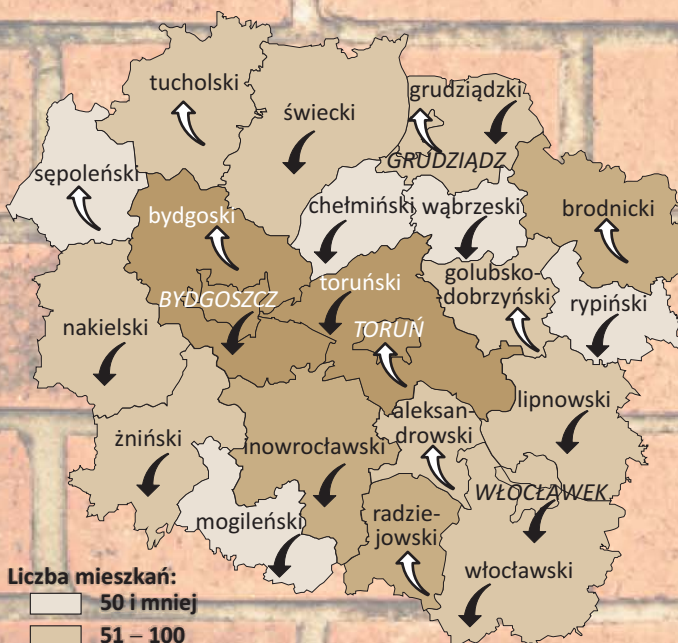 tucholski
świecki
grudziądzki
GRUDZIĄDZ
sępoleński
bydgoski
chełmiński
wąbrzeski
brodnicki
BYDGOSZCZ
toruński
golubsko-
dobrzyński
rypiński
nakielski
TORUŃ
lipnowski
żniński
inowrocławski
aleksan-
drowski
WŁOCŁAWEK
mogileński
radzie-
jowski
włocławski
Liczba mieszkań:
50 i mniej
51 – 100